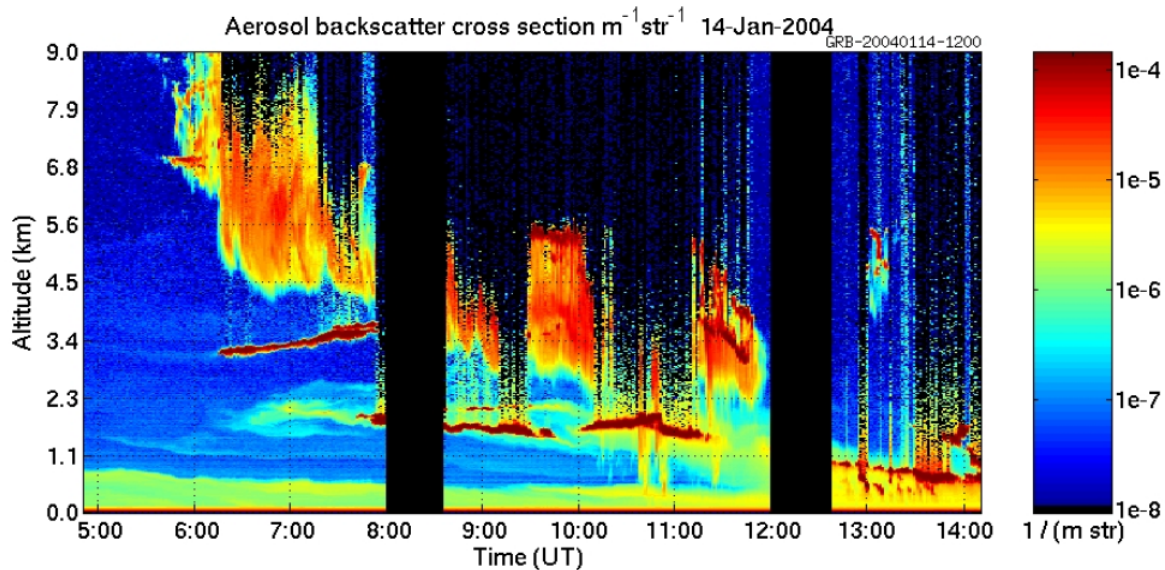 Aerosol backscatter cross section m⁻¹str⁻¹ 14-Jan-2004
GRB-20040114-1200
9.0
7.9
6.8
5.6
4.5
3.4
2.3
1.1
0.0
Altitude (km)
5:00 6:00 7:00 8:00 9:00 10:00 11:00 12:00 13:00 14:00
Time (UT)
1e-4
1e-5
1e-6
1e-7
1e-8
1 / (m str)